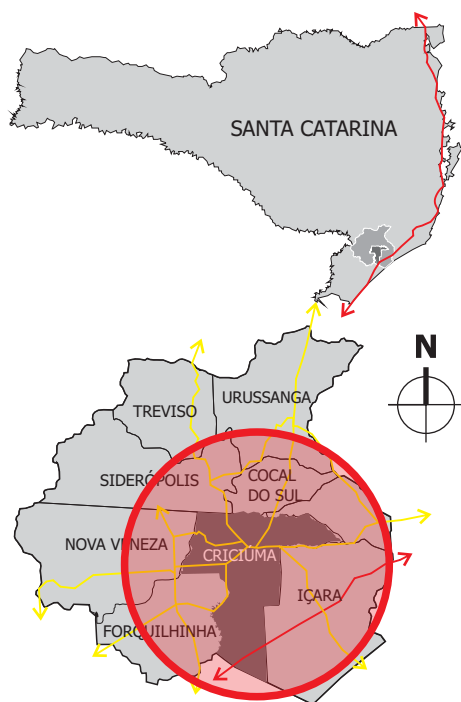 SANTA CATARINA
N
URUSSANGA
TREVISO
SIDERÓPOLIS
COCAL
DO SUL
NOVA VENEZA
CRICIUMA
IÇARA
FORQUILHINHA